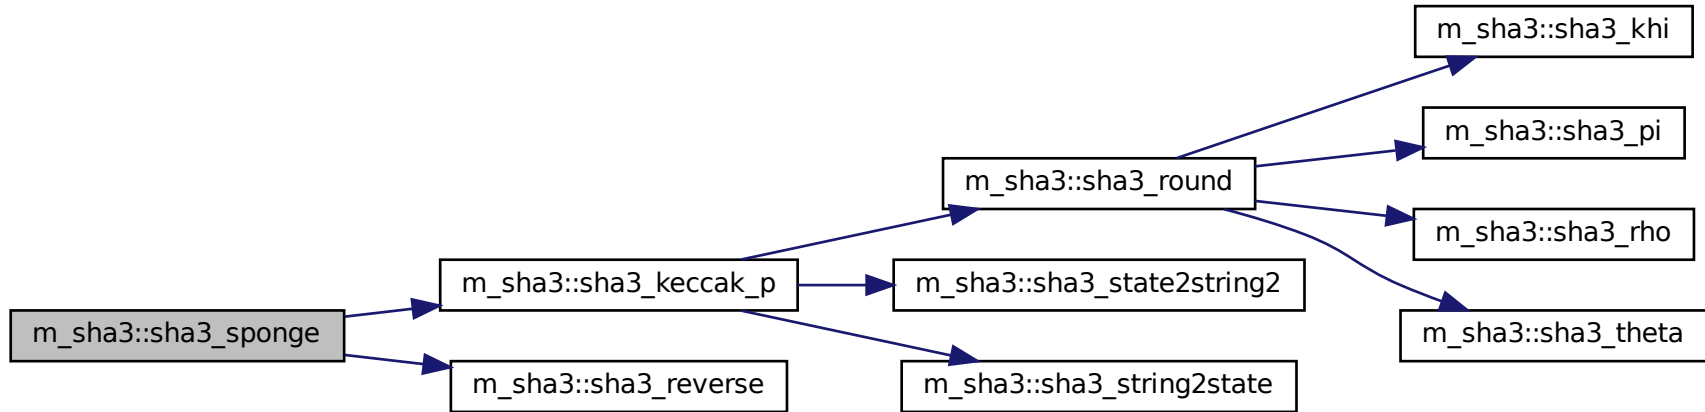 m_sha3::sha3_khi
m_sha3::sha3_pi
m_sha3::sha3_round
m_sha3::sha3_rho
m_sha3::sha3_keccak_p
m_sha3::sha3_state2string2
m_sha3::sha3_sponge
m_sha3::sha3_theta
m_sha3::sha3_reverse
m_sha3::sha3_string2state